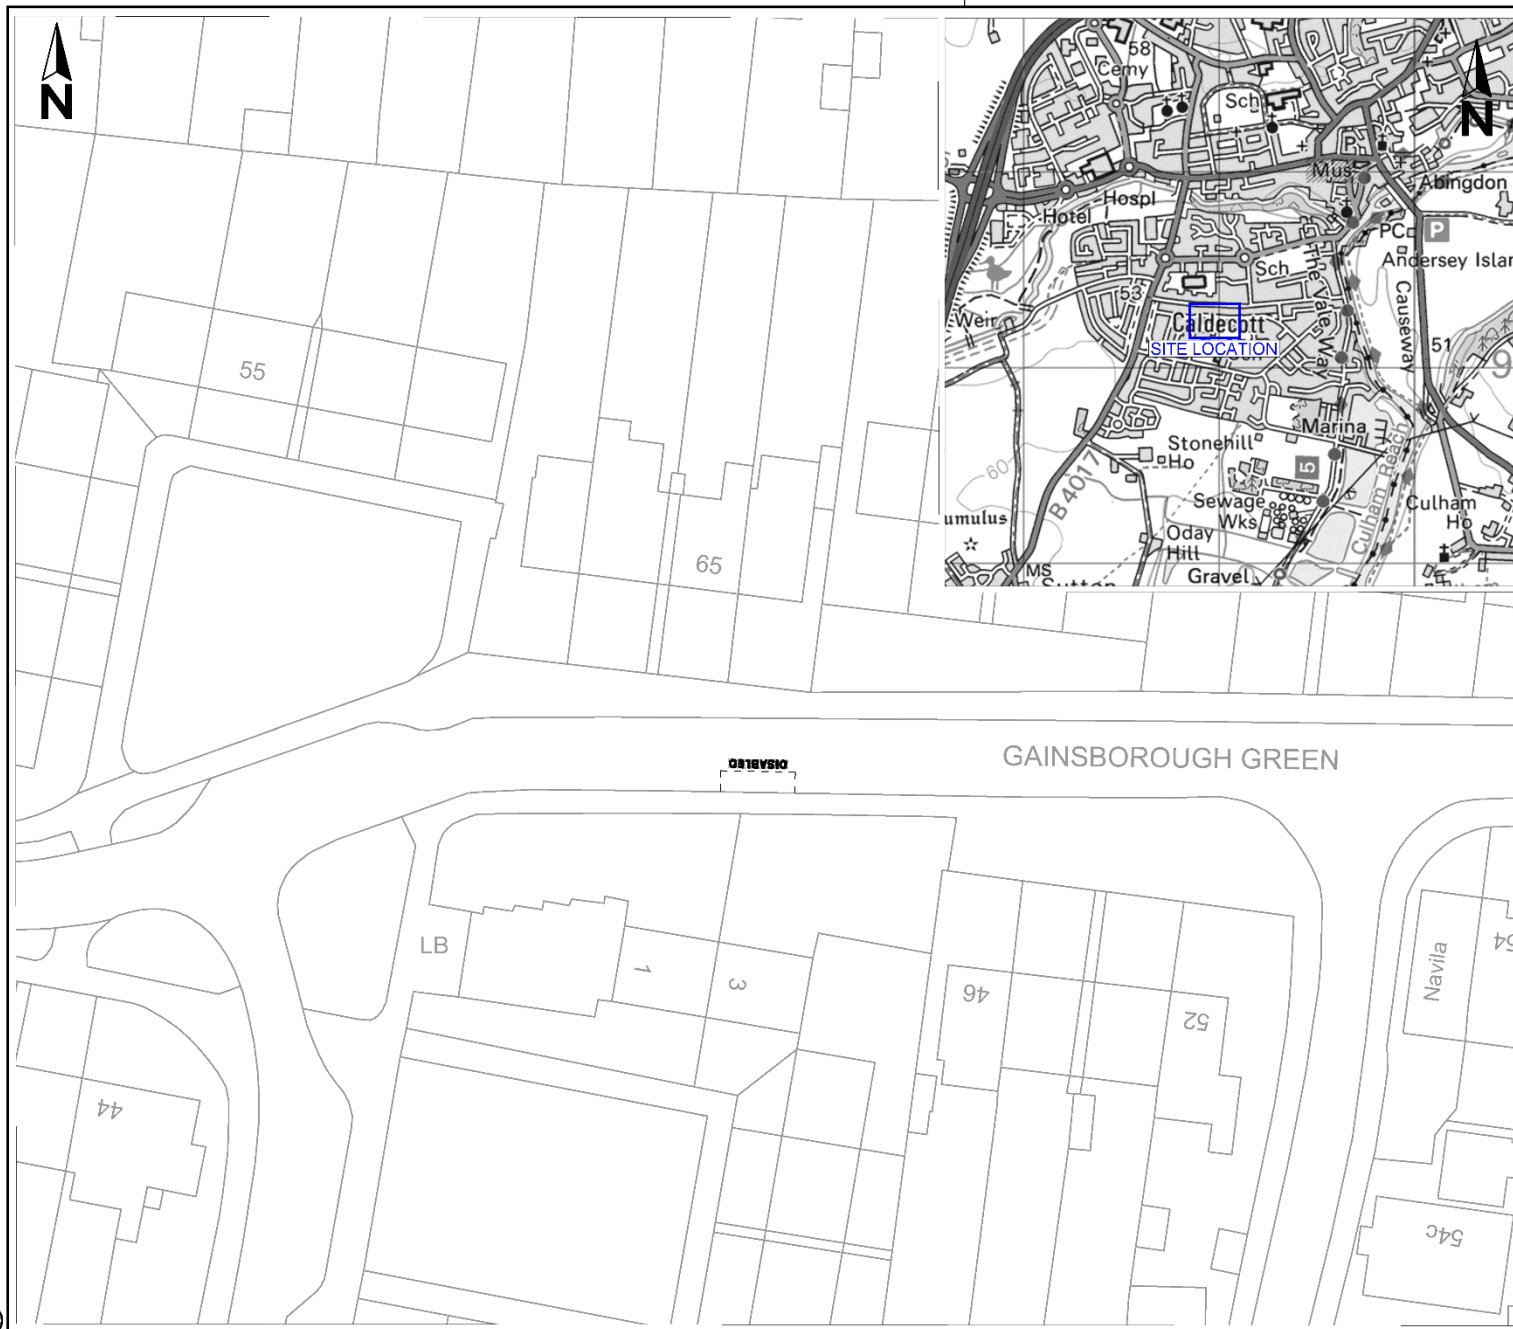 N
58
Cemy
Sch
N
P
Mus
Abingdon
Hospl
Hotel
PC
P
Andersey Islan
Sch
The Vale Way
Causeway
53
Weir
Caldecott
SITE LOCATION
51
9
Marina
Stonehill
Ho
5
B 4017
60
Sewage
Wks
Culham Reach
Culham
Ho
umulus
Oday
Hill
MS
Sutton
Gravel
55
65
DISABLED
GAINSBOROUGH GREEN
LB
1
3
46
52
Navila
54
44
54c